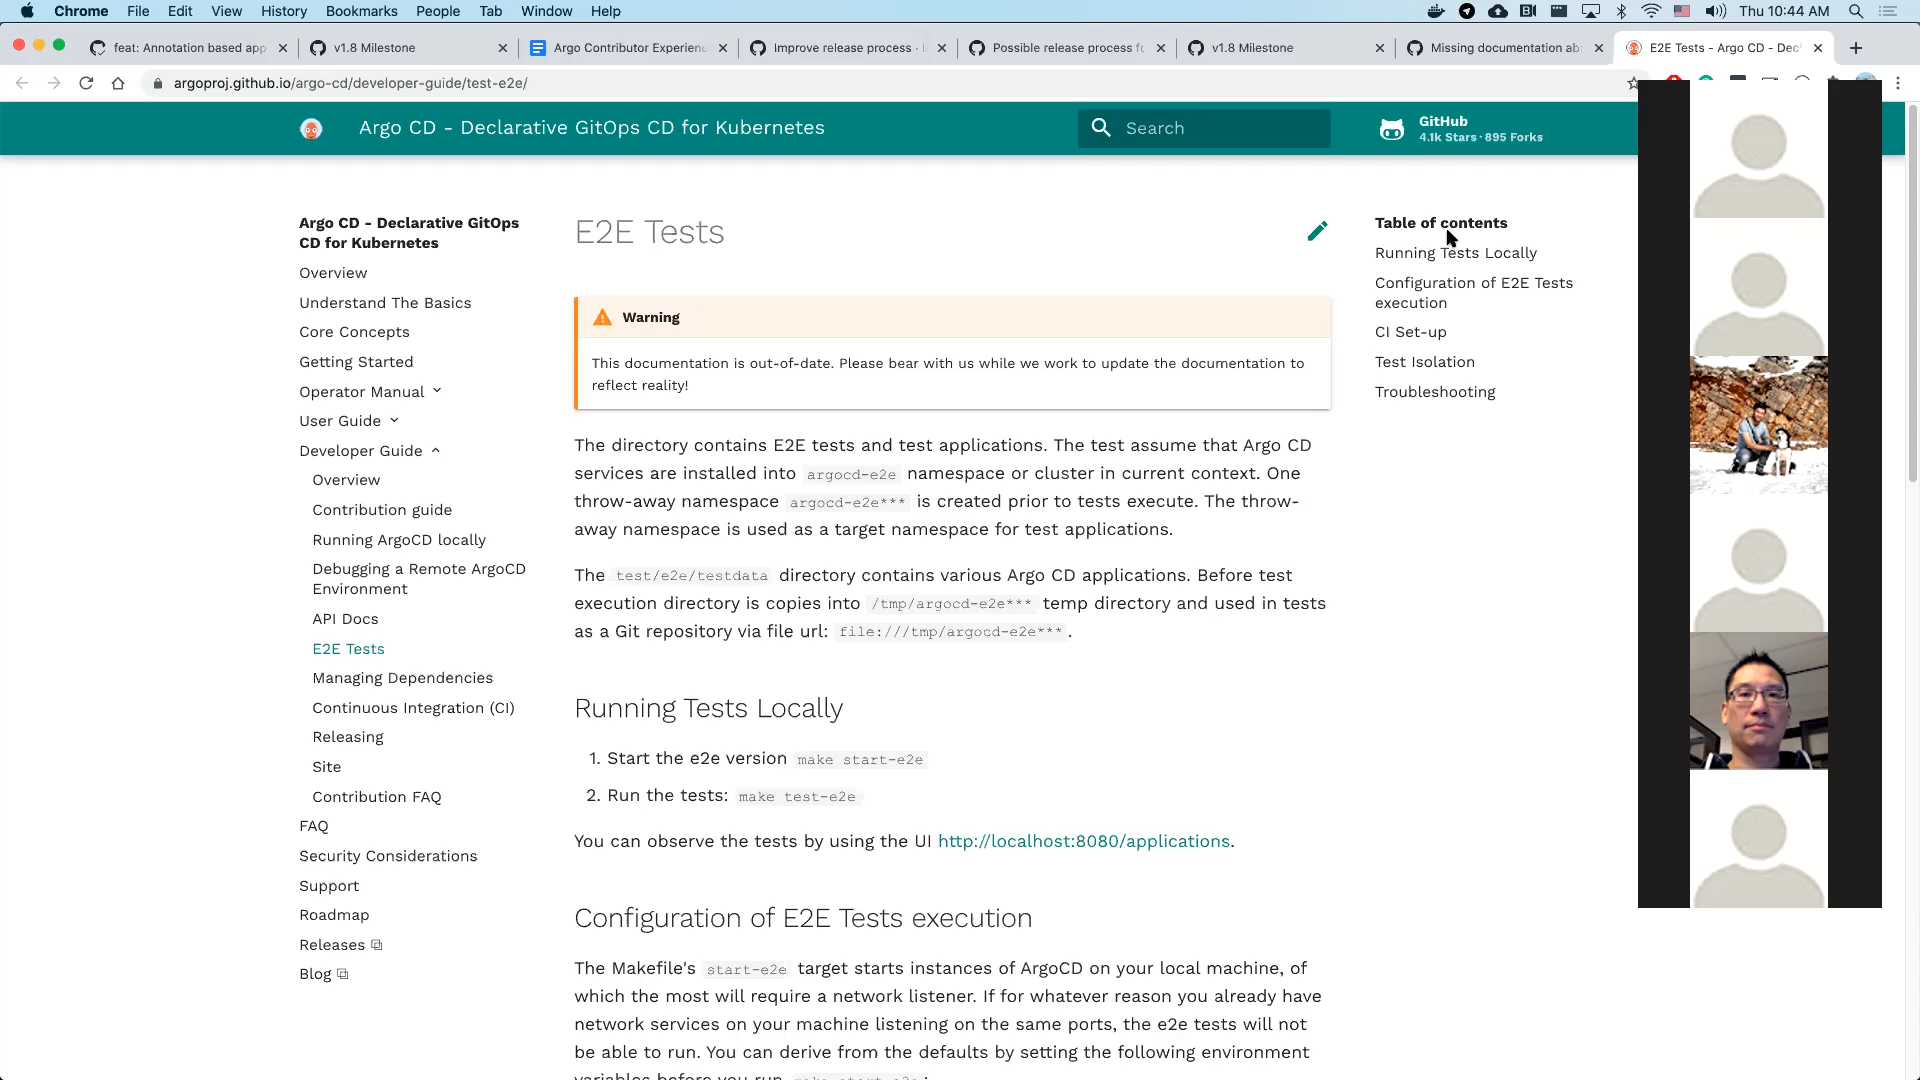 Chrome File Edit View History Bookmarks People Tab Window Help
Thu 10:44 AM
feat: Annotation based app
v1.8 Milestone
Argo Contributor Experienc
Improve release process ·
Possible release process fo
v1.8 Milestone
Missing documentation ab
E2E Tests - Argo CD - Decl
argoproj.github.io/argo-cd/developer-guide/test-e2e/
Argo CD - Declarative GitOps CD for Kubernetes
Search
GitHub
4.1k Stars · 895 Forks
Argo CD - Declarative GitOps
CD for Kubernetes
Overview
Understand The Basics
Core Concepts
Getting Started
Operator Manual
User Guide
Developer Guide
Overview
Contribution guide
Running ArgoCD locally
Debugging a Remote ArgoCD
Environment
API Docs
E2E Tests
Managing Dependencies
Continuous Integration (CI)
Releasing
Site
Contribution FAQ
FAQ
Security Considerations
Support
Roadmap
Releases
Blog
E2E Tests
Warning
This documentation is out-of-date. Please bear with us while we work to update the documentation to
reflect reality!
The directory contains E2E tests and test applications. The test assume that Argo CD
services are installed into argocd-e2e namespace or cluster in current context. One
throw-away namespace argocd-e2e*** is created prior to tests execute. The throw-
away namespace is used as a target namespace for test applications.
The test/e2e/testdata directory contains various Argo CD applications. Before test
execution directory is copies into /tmp/argocd-e2e*** temp directory and used in tests
as a Git repository via file url: file:///tmp/argocd-e2e***.
Running Tests Locally
1. Start the e2e version make start-e2e
2. Run the tests: make test-e2e
You can observe the tests by using the UI http://localhost:8080/applications.
Configuration of E2E Tests execution
The Makefile's start-e2e target starts instances of ArgoCD on your local machine, of
which the most will require a network listener. If for whatever reason you already have
network services on your machine listening on the same ports, the e2e tests will not
be able to run. You can derive from the defaults by setting the following environment
variables before you run make start-e2e:
Table of contents
Running Tests Locally
Configuration of E2E Tests
execution
CI Set-up
Test Isolation
Troubleshooting